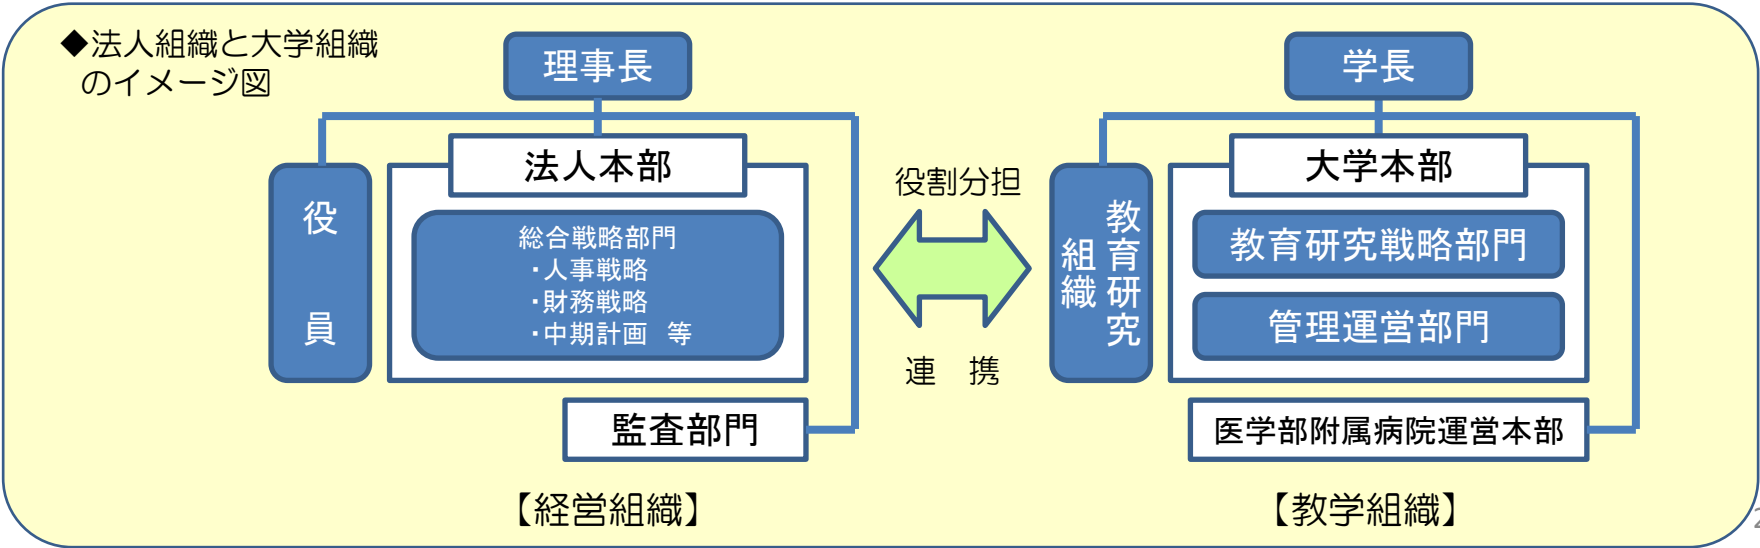 ◆法人組織と大学組織
のイメージ図
理事長
法人本部
役員
総合戦略部門
・人事戦略
・財務戦略
・中期計画　等
監査部門
【経営組織】
役割分担
連　携
学長
大学本部
教育研究
組織
教育研究戦略部門
管理運営部門
医学部附属病院運営本部
【教学組織】